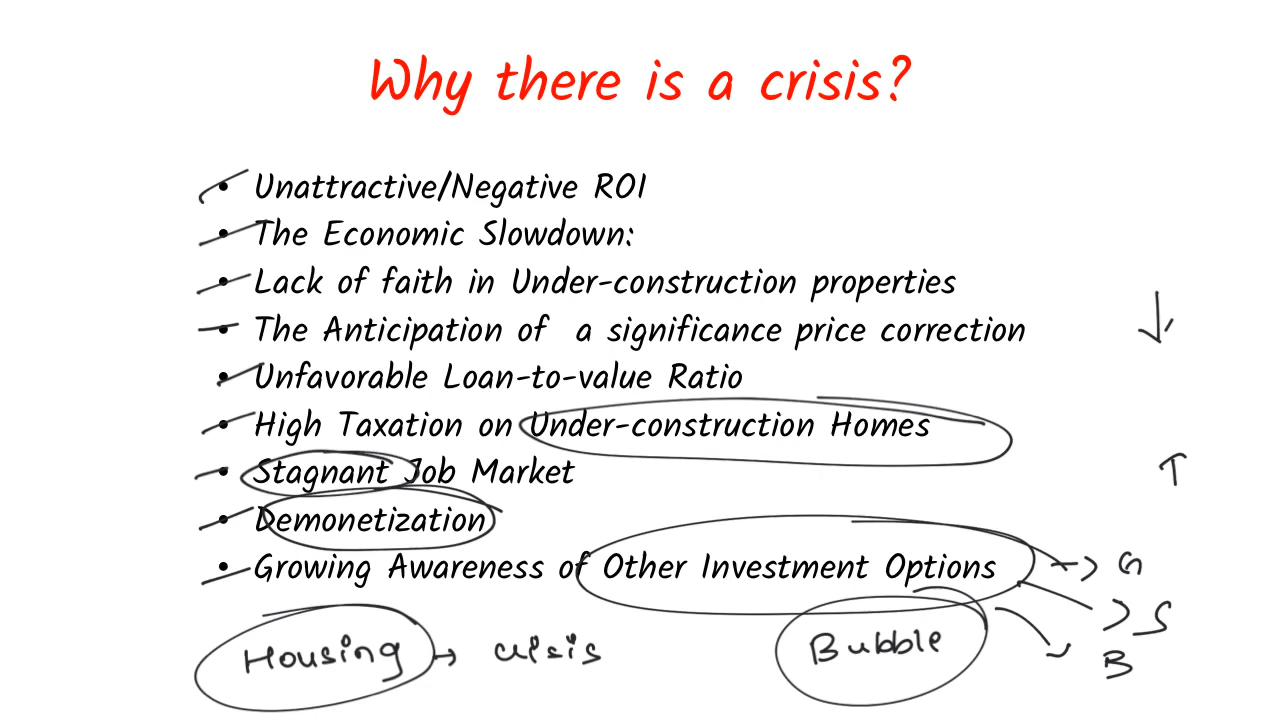 Why there is a crisis?
• Unattractive/Negative ROI
• The Economic Slowdown:
• Lack of faith in Under-construction properties
• The Anticipation of a significance price correction
• Unfavorable Loan-to-value Ratio
• High Taxation on Under-construction Homes
• Stagnant Job Market
• Demonetization
• Growing Awareness of Other Investment Options
G
S
B
Housing → crisis
Bubble